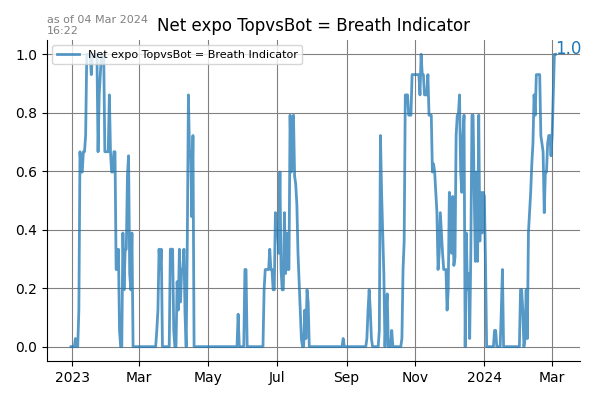 as of 04 Mar 2024
16:22
Net expo TopvsBot = Breath Indicator
Net expo TopvsBot = Breath Indicator
1.0
1.0
0.8
0.6
0.4
0.2
0.0
2023 Mar May Jul Sep Nov 2024 Mar